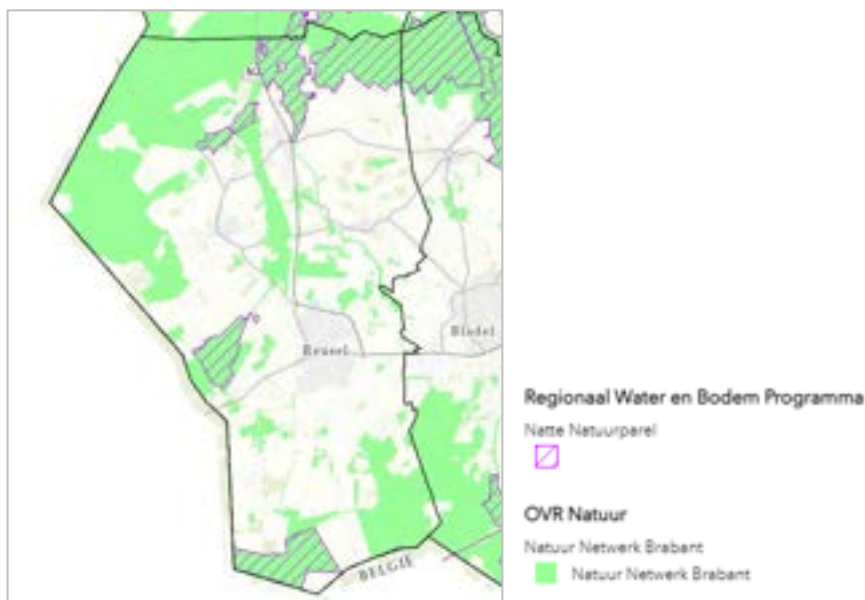 Reusel
Bladel
BELGIË
Regionaal Water en Bodem Programma
Natte Natuurparel
OVR Natuur
Natuur Netwerk Brabant
Natuur Netwerk Brabant